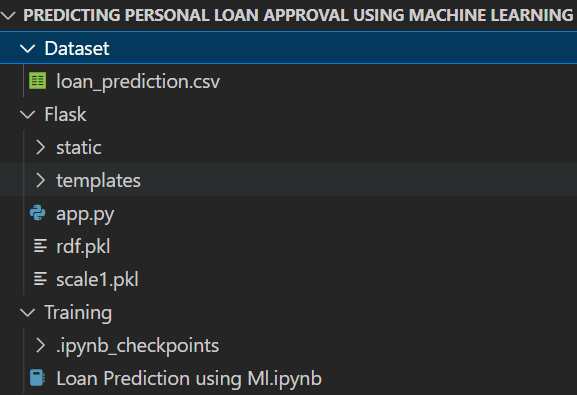 PREDICTING PERSONAL LOAN APPROVAL USING MACHINE LEARNING
Dataset
loan_prediction.csv
Flask
static
templates
app.py
rdf.pkl
scale1.pkl
Training
.ipynb_checkpoints
Loan Prediction using Ml.ipynb